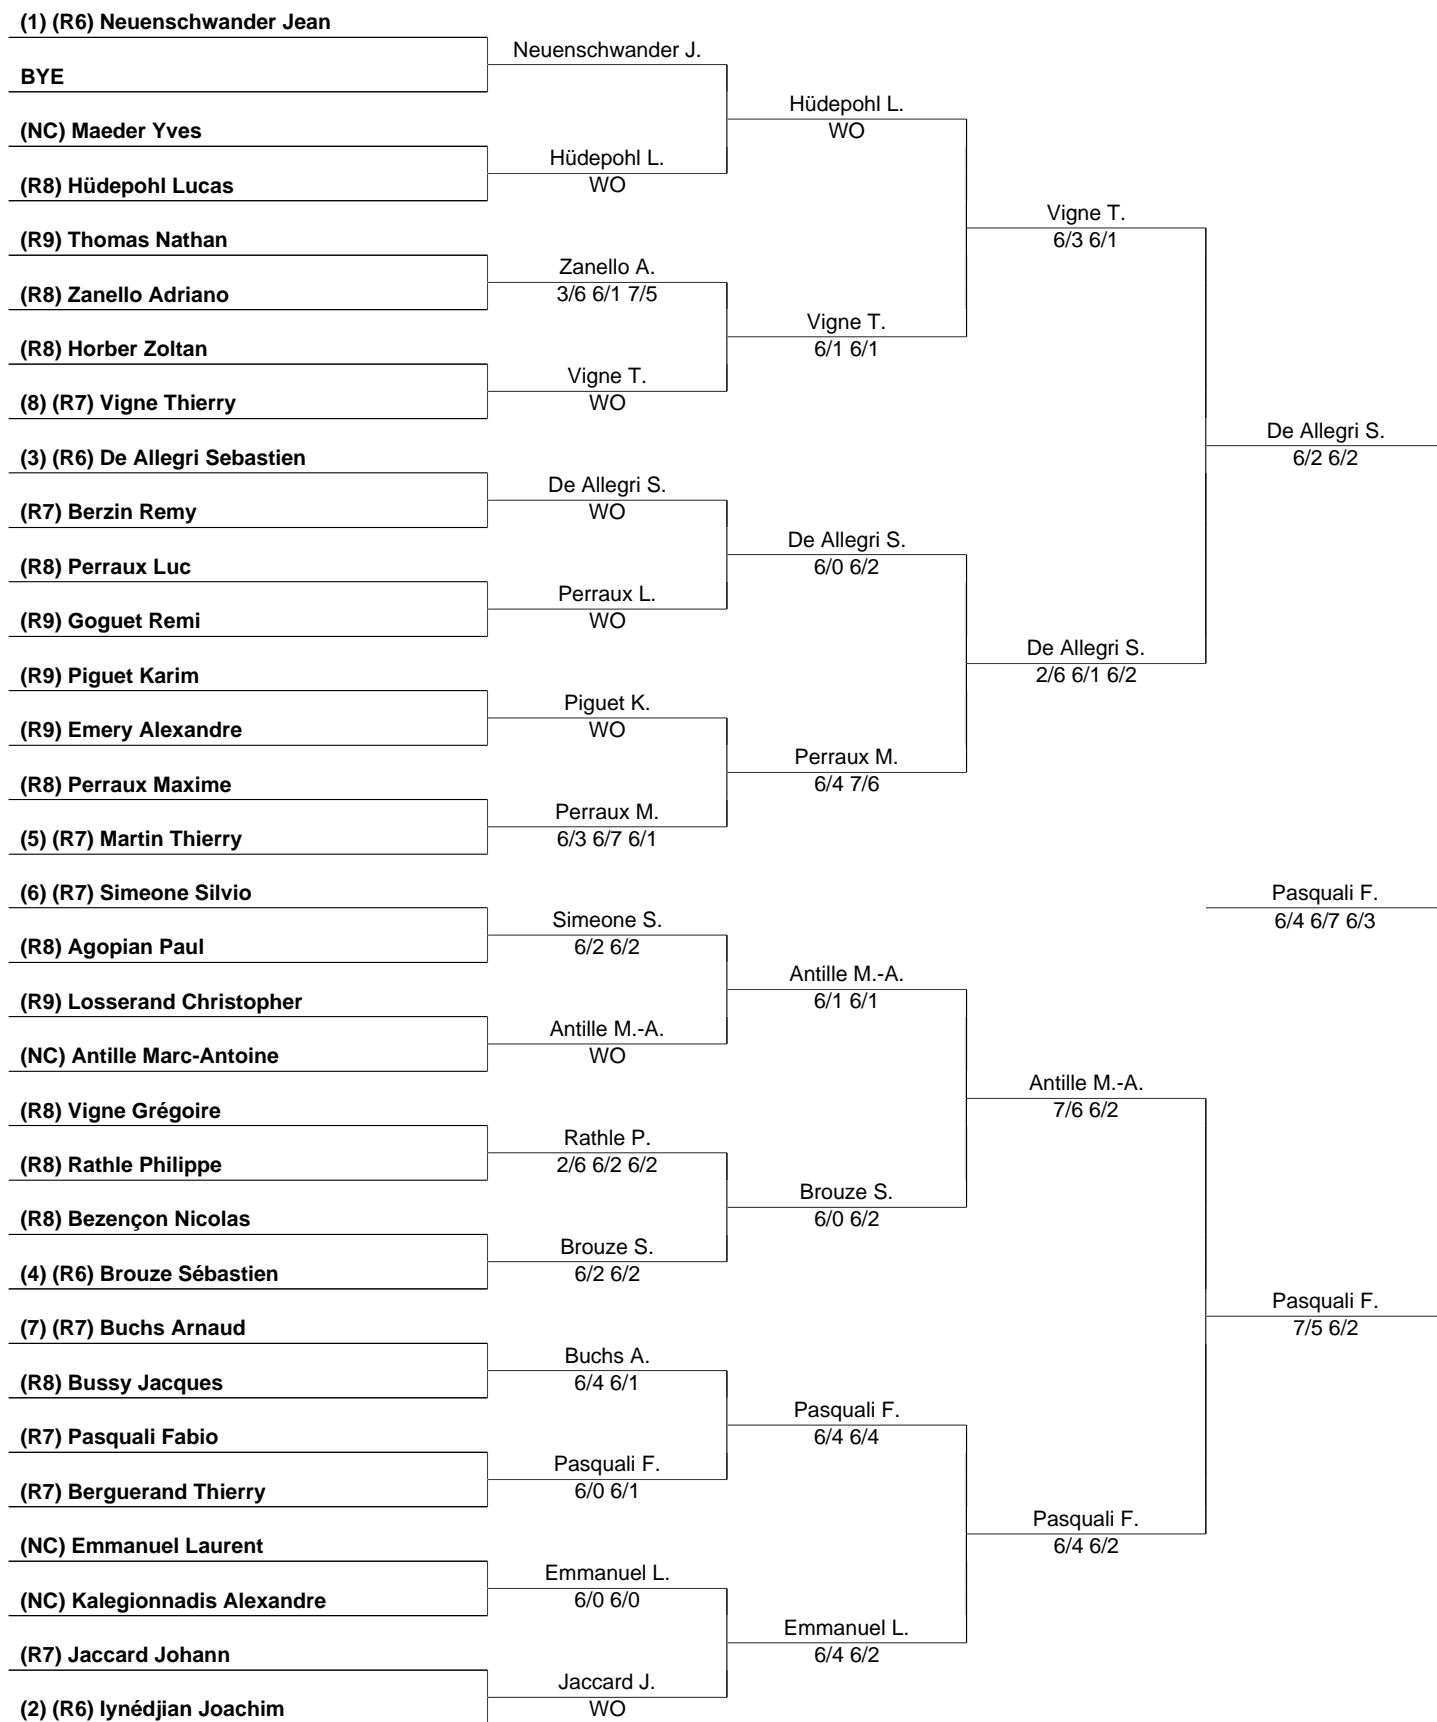 (1) (R6) Neuenschwander Jean
Neuenschwander J.
BYE
Hüdepohl L.
WO
(NC) Maeder Yves
Hüdepohl L.
WO
(R8) Hüdepohl Lucas
Vigne T.
6/3 6/1
(R9) Thomas Nathan
Zanello A.
3/6 6/1 7/5
(R8) Zanello Adriano
Vigne T.
6/1 6/1
(R8) Horber Zoltan
Vigne T.
WO
(8) (R7) Vigne Thierry
De Allegri S.
6/2 6/2
(3) (R6) De Allegri Sebastien
De Allegri S.
WO
(R7) Berzin Remy
De Allegri S.
6/0 6/2
(R8) Perraux Luc
Perraux L.
WO
(R9) Goguet Remi
De Allegri S.
2/6 6/1 6/2
(R9) Piguet Karim
Piguet K.
WO
(R9) Emery Alexandre
Perraux M.
6/4 7/6
(R8) Perraux Maxime
Perraux M.
6/3 6/7 6/1
(5) (R7) Martin Thierry
(6) (R7) Simeone Silvio
Pasquali F.
6/4 6/7 6/3
Simeone S.
6/2 6/2
(R8) Agopian Paul
Antille M.-A.
6/1 6/1
(R9) Losserand Christopher
Antille M.-A.
WO
(NC) Antille Marc-Antoine
Antille M.-A.
7/6 6/2
(R8) Vigne Grégoire
Rathle P.
2/6 6/2 6/2
(R8) Rathle Philippe
Brouze S.
6/0 6/2
(R8) Bezençon Nicolas
Brouze S.
6/2 6/2
(4) (R6) Brouze Sébastien
Pasquali F.
7/5 6/2
(7) (R7) Buchs Arnaud
Buchs A.
6/4 6/1
(R8) Bussy Jacques
Pasquali F.
6/4 6/4
(R7) Pasquali Fabio
Pasquali F.
6/0 6/1
(R7) Berguerand Thierry
Pasquali F.
6/4 6/2
(NC) Emmanuel Laurent
Emmanuel L.
6/0 6/0
(NC) Kalegionnadis Alexandre
Emmanuel L.
6/4 6/2
(R7) Jaccard Johann
Jaccard J.
WO
(2) (R6) Iynédjian Joachim